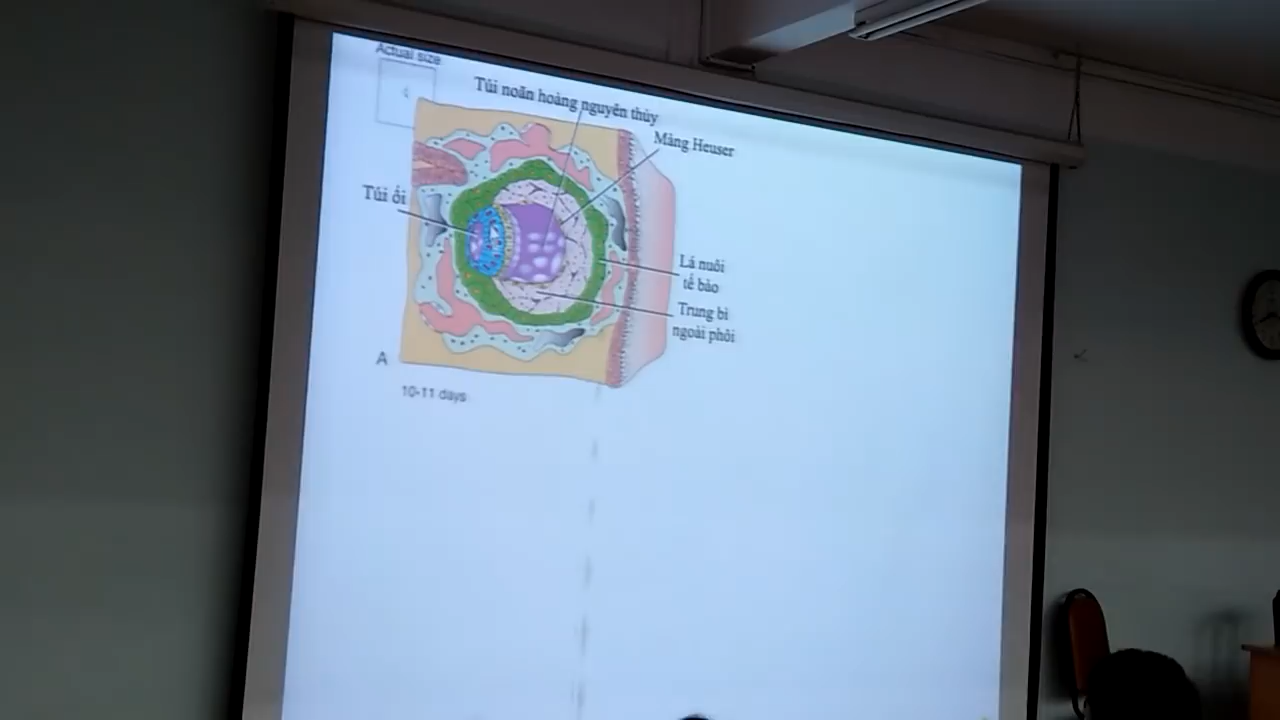 Actual size
Túi noãn hoàng nguyên thủy
Màng Heuser
Túi ối
Lá nuôi
tế bào
Trung bì
ngoài phôi
A
10-11 days